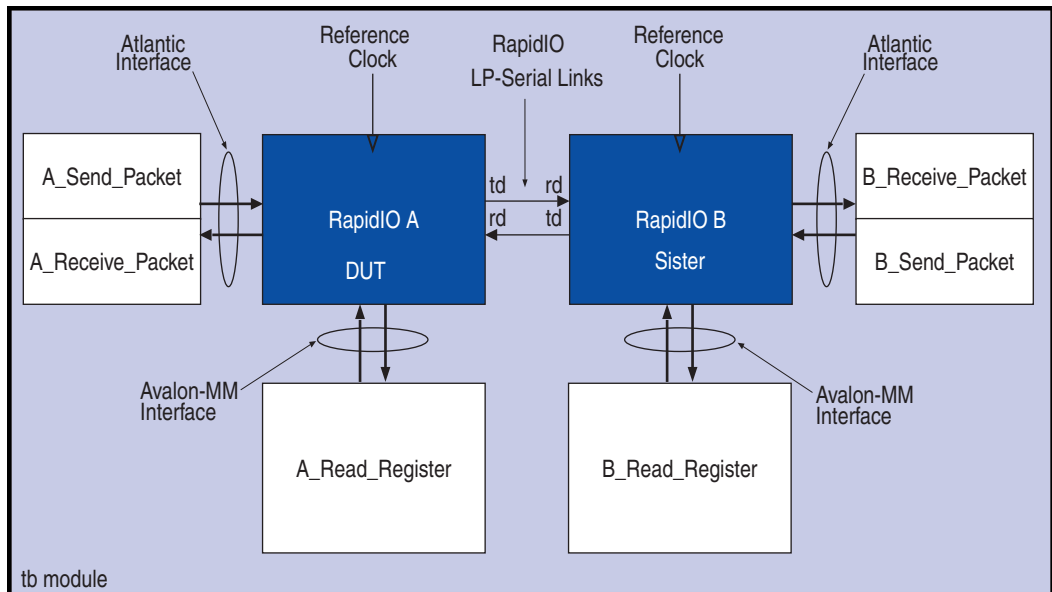 Atlantic
Interface
Reference
Clock
RapidIO
LP-Serial Links
Reference
Clock
Atlantic
Interface
A_Send_Packet
A_Receive_Packet
RapidIO A
DUT
td
rd
rd
td
RapidIO B
Sister
B_Receive_Packet
B_Send_Packet
Avalon-MM
Interface
Avalon-MM
Interface
A_Read_Register
B_Read_Register
tb module